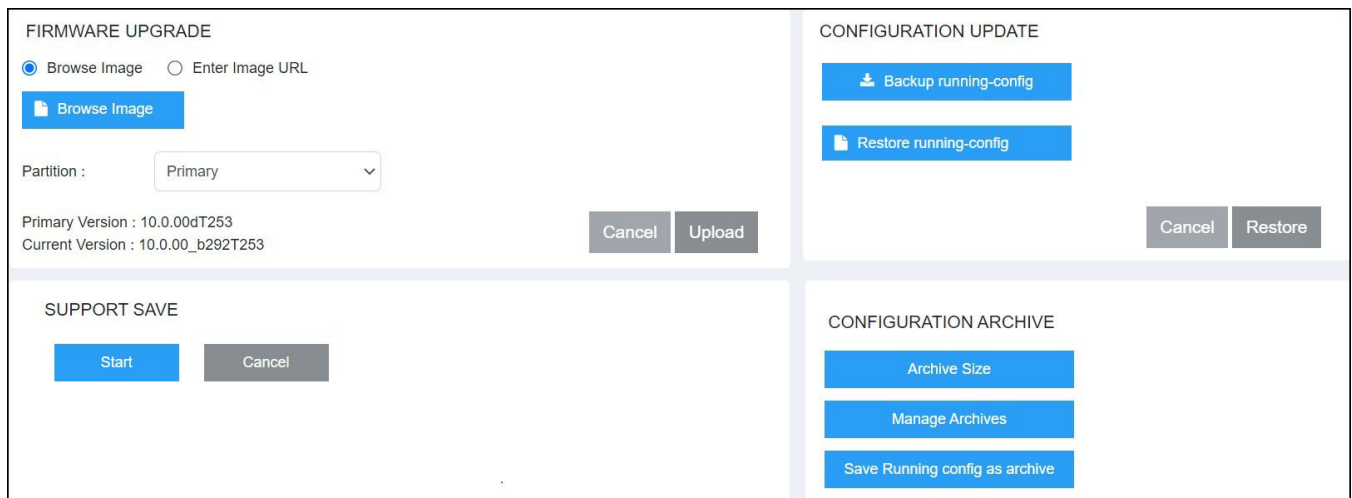 FIRMWARE UPGRADE
Browse Image Enter Image URL
Browse Image
Partition : Primary
Primary Version : 10.0.00dT253
Current Version : 10.0.00_b292T253
Cancel Upload
CONFIGURATION UPDATE
Backup running-config
Restore running-config
Cancel Restore
SUPPORT SAVE
Start Cancel
CONFIGURATION ARCHIVE
Archive Size
Manage Archives
Save Running config as archive